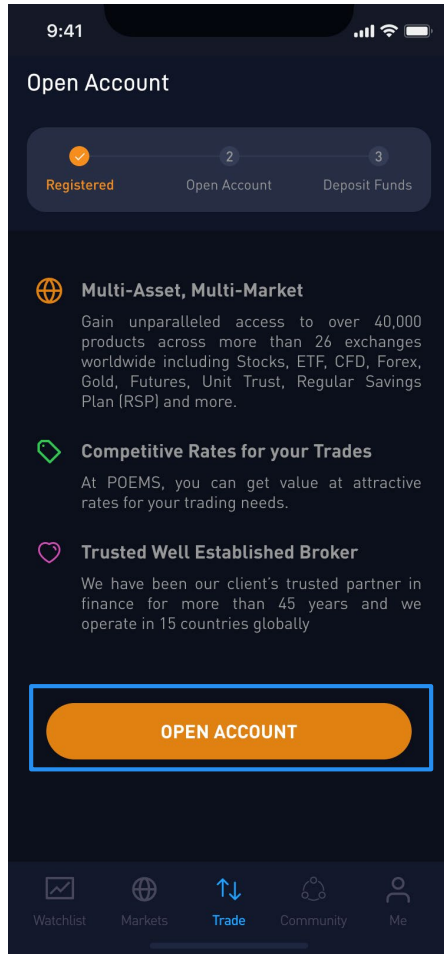 9:41
Open Account
2
3
Registered
Open Account
Deposit Funds
Multi-Asset, Multi-Market
Gain unparalleled access to over 40,000
products across more than 26 exchanges
worldwide including Stocks, ETF, CFD, Forex,
Gold, Futures, Unit Trust, Regular Savings
Plan (RSP) and more.
Competitive Rates for your Trades
At POEMS, you can get value at attractive
rates for your trading needs.
Trusted Well Established Broker
We have been our client’s trusted partner in
finance for more than 45 years and we
operate in 15 countries globally
OPEN ACCOUNT
Watchlist
Markets
Trade
Community
Me